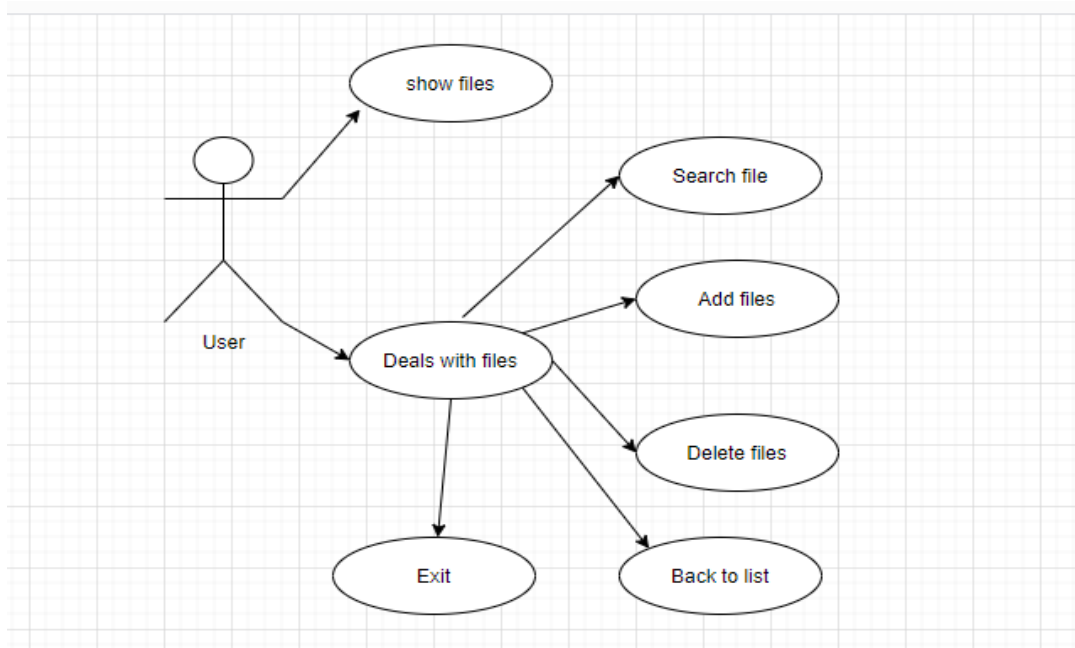 show files
Search file
Add files
User
Deals with files
Delete files
Exit
Back to list